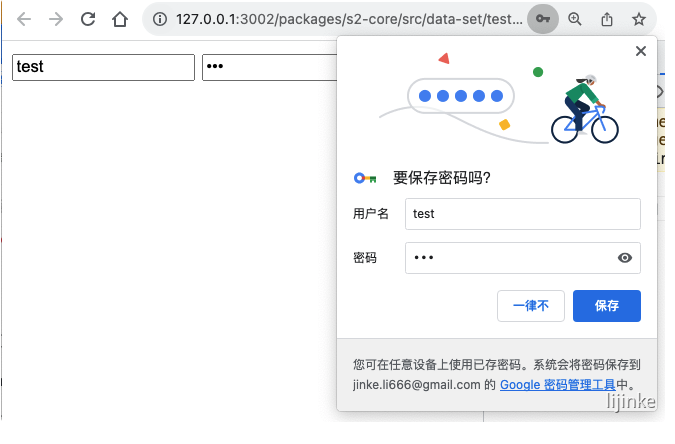 127.0.0.1:3002/packages/s2-core/src/data-set/test...
test •••
要保存密码吗?
用户名 test
密码 •••
一律不 保存
您可在任意设备上使用已存密码。系统会将密码保存到
jinke.li666@gmail.com 的 Google 密码管理工具中。
lijinke